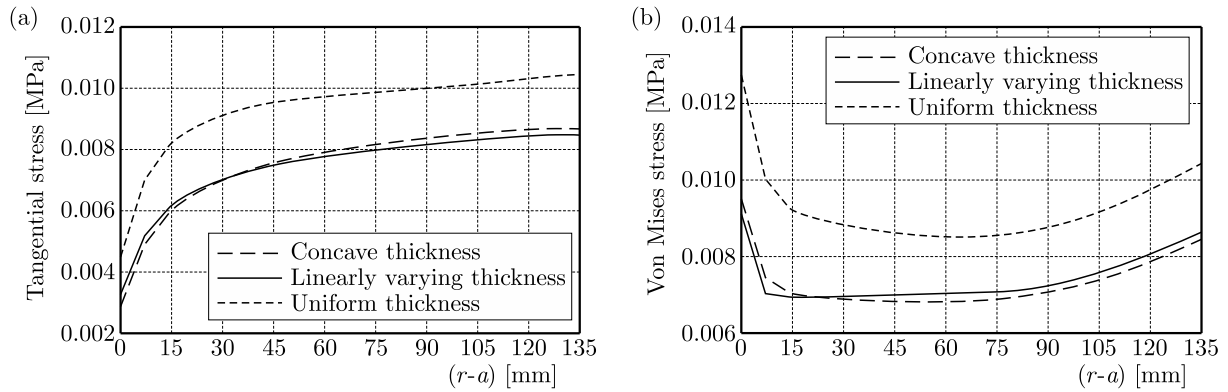 (a)
0.012
0.010
0.008
0.006
0.004
0.002
Tangential stress [MPa]
Concave thickness
Linearly varying thickness
Uniform thickness
0 15 30 45 60 75 90 105 120 135
(r-a) [mm]
(b)
0.014
0.012
0.010
0.008
0.006
Von Mises stress [MPa]
Concave thickness
Linearly varying thickness
Uniform thickness
0 15 30 45 60 75 90 105 120 135
(r-a) [mm]